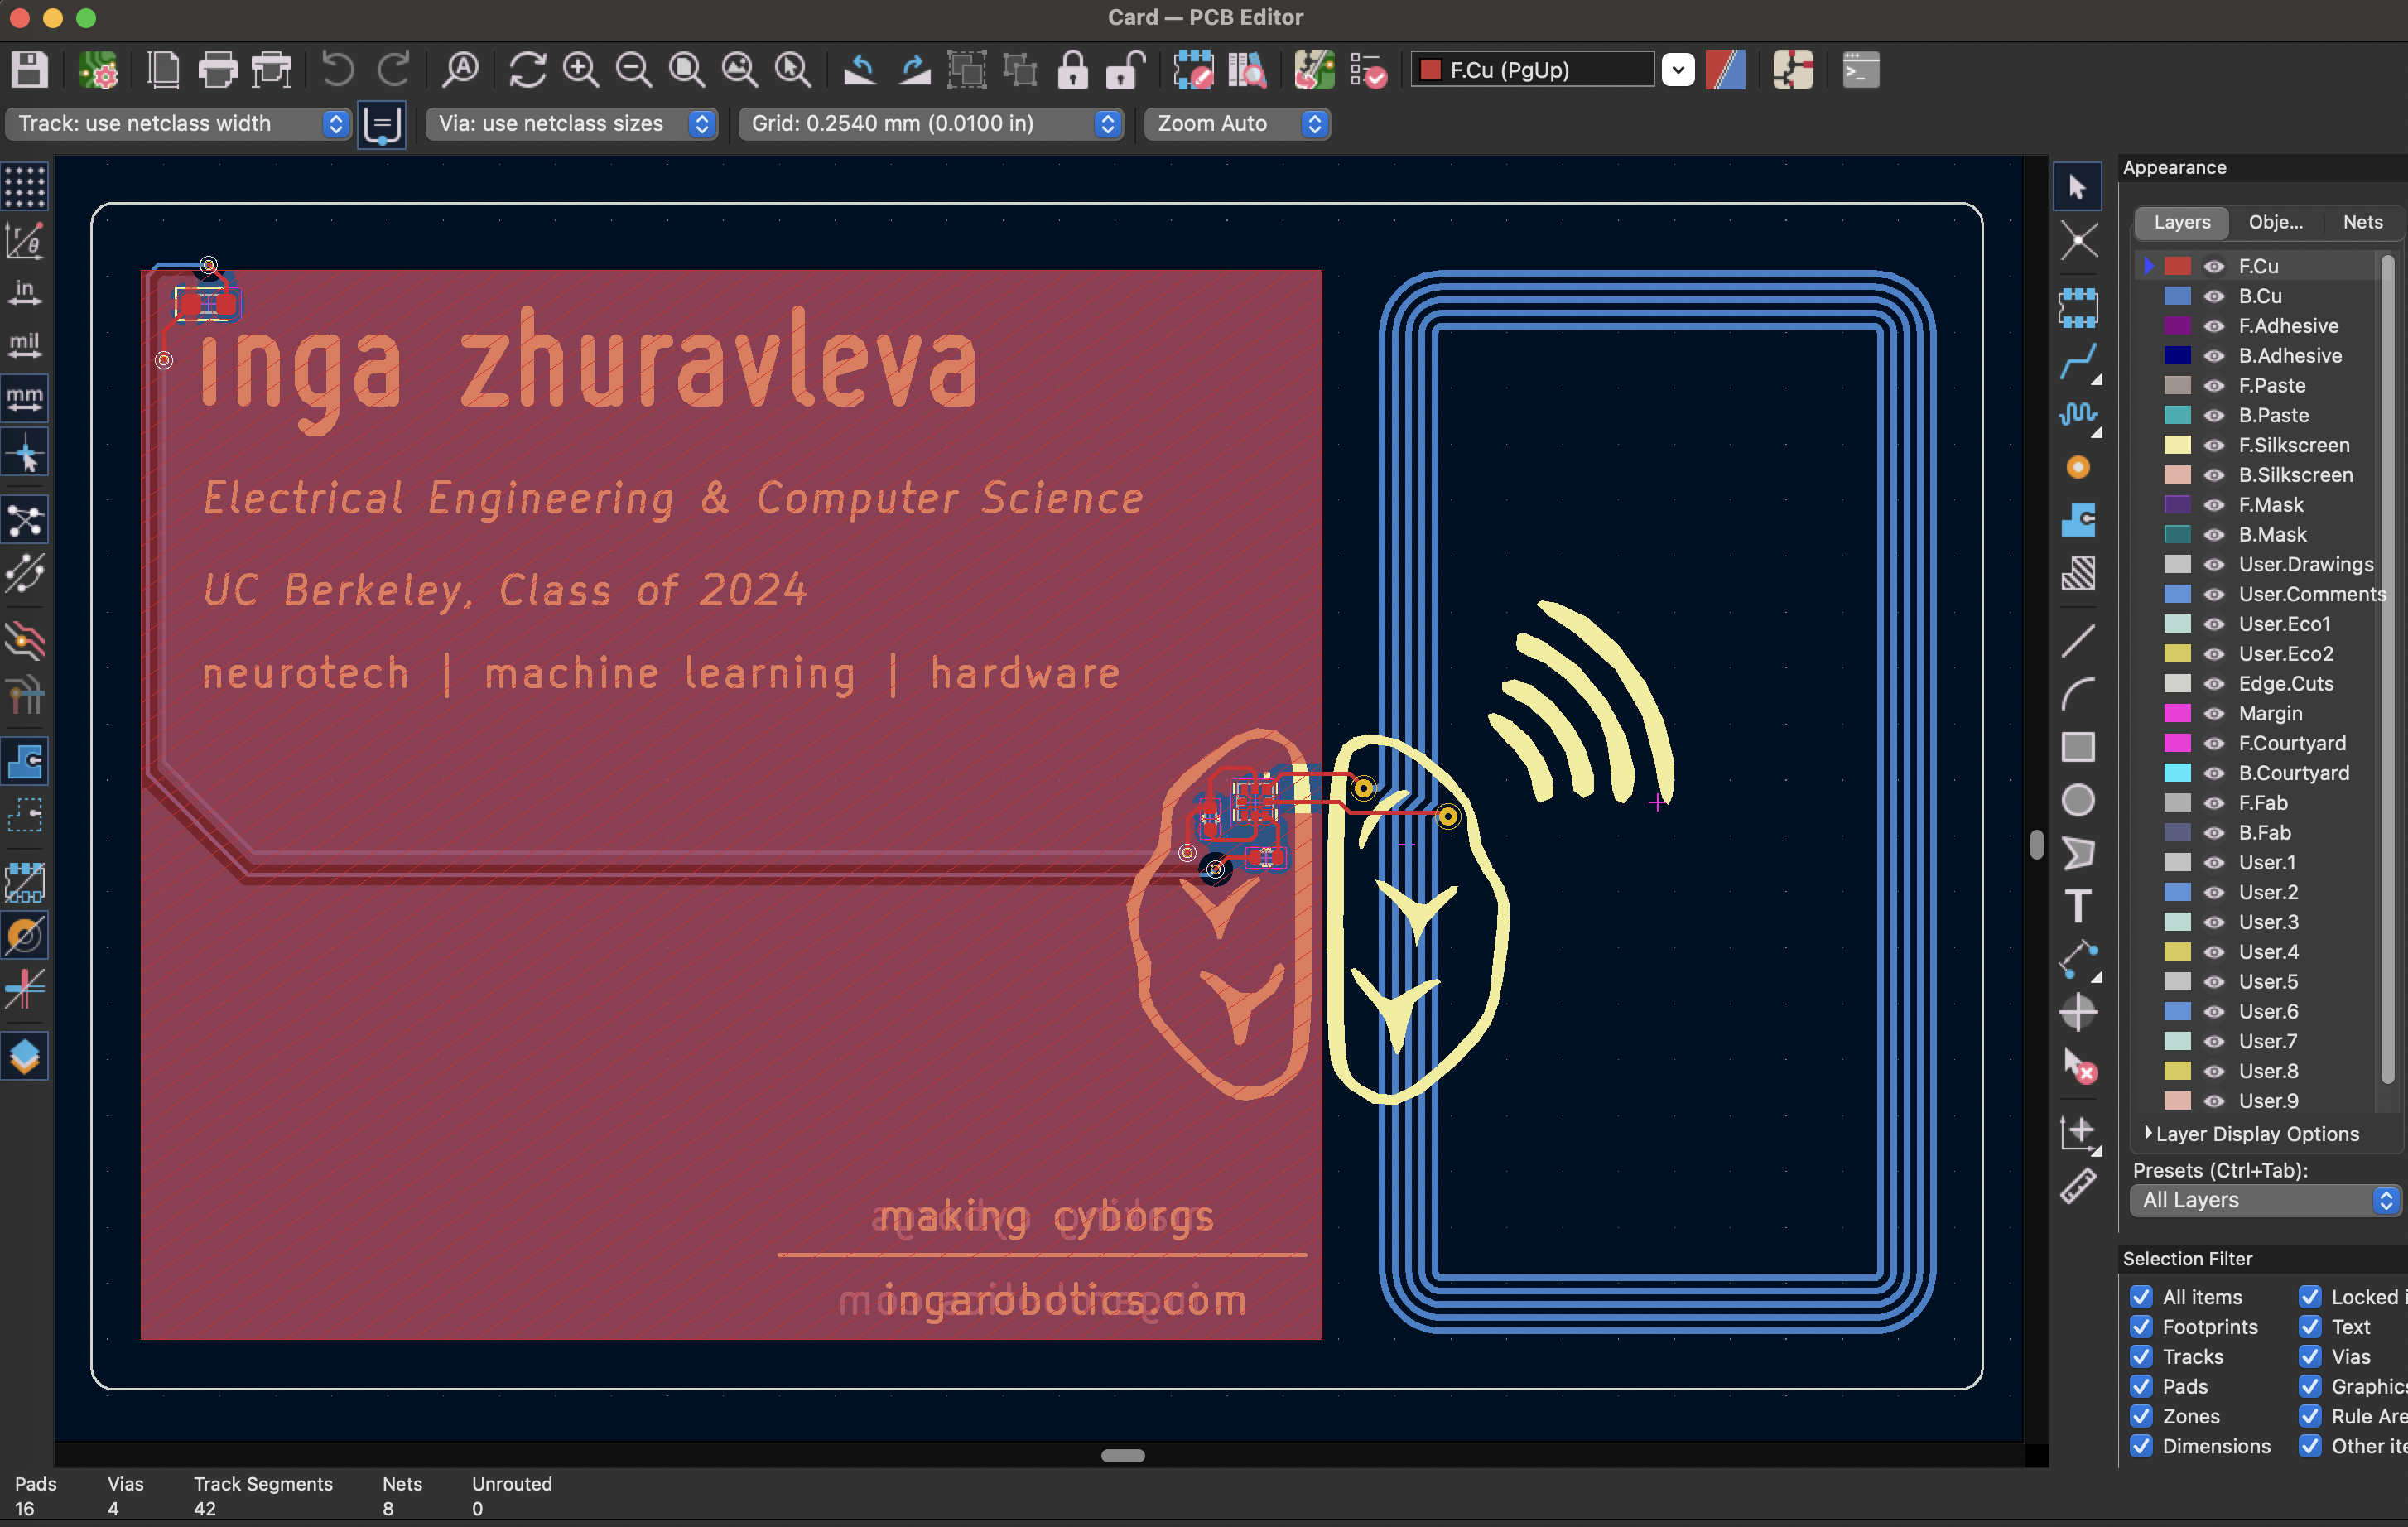 Card — PCB Editor
F.Cu (PgUp)
Track: use netclass width
Via: use netclass sizes
Grid: 0.2540 mm (0.0100 in)
Zoom Auto
in
mil
mm
inga zhuravleva
Electrical Engineering & Computer Science
UC Berkeley, Class of 2024
neurotech | machine learning | hardware
making cyborgs
ingarobotics.com
Appearance
Layers
Obje...
Nets
F.Cu
B.Cu
F.Adhesive
B.Adhesive
F.Paste
B.Paste
F.Silkscreen
B.Silkscreen
F.Mask
B.Mask
User.Drawings
User.Comments
User.Eco1
User.Eco2
Edge.Cuts
Margin
F.Courtyard
B.Courtyard
F.Fab
B.Fab
User.1
User.2
User.3
User.4
User.5
User.6
User.7
User.8
User.9
Layer Display Options
Presets (Ctrl+Tab):
All Layers
Selection Filter
All items
Locked i
Footprints
Text
Tracks
Vias
Pads
Graphics
Zones
Rule Are
Dimensions
Other ite
Pads Vias Track Segments Nets Unrouted
16 4 42 8 0